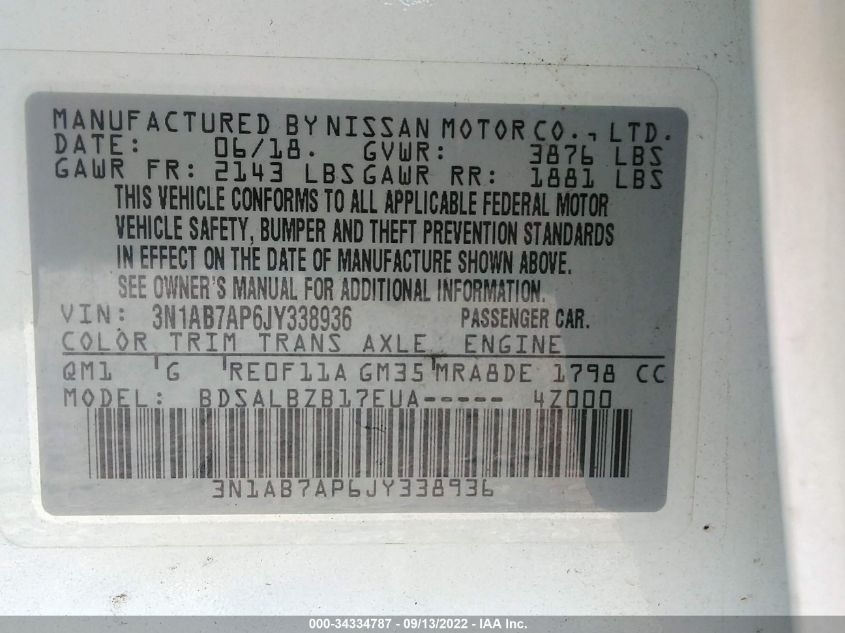 MANUFACTURED BY NISSAN MOTOR CO., LTD.
DATE: 06/18. GVWR: 3876 LBS
GAWR FR: 2143 LBS GAWR RR: 1881 LBS
THIS VEHICLE CONFORMS TO ALL APPLICABLE FEDERAL MOTOR
VEHICLE SAFETY, BUMPER AND THEFT PREVENTION STANDARDS
IN EFFECT ON THE DATE OF MANUFACTURE SHOWN ABOVE.
SEE OWNER'S MANUAL FOR ADDITIONAL INFORMATION.
VIN: 3N1AB7AP6JY338936 PASSENGER CAR.
COLOR TRIM TRANS AXLE ENGINE
QM1 G RE0F11A GM35 MRA8DE 1798 CC
MODEL: BDSALBZB17EUA----- 4Z000
3N1AB7AP6JY338936
000-34334787 - 09/13/2022 - IAA Inc.